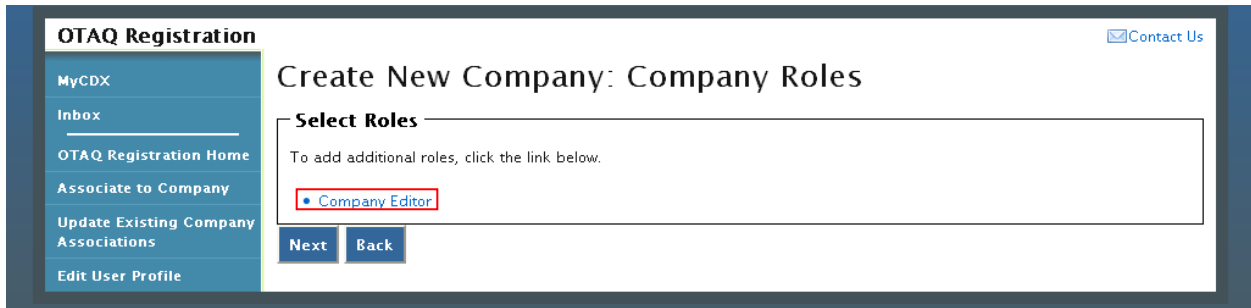 OTAQ Registration
Contact Us
MyCDX
Inbox
OTAQ Registration Home
Associate to Company
Update Existing Company
Associations
Edit User Profile
Create New Company: Company Roles
Select Roles
To add additional roles, click the link below.
• Company Editor
Next Back